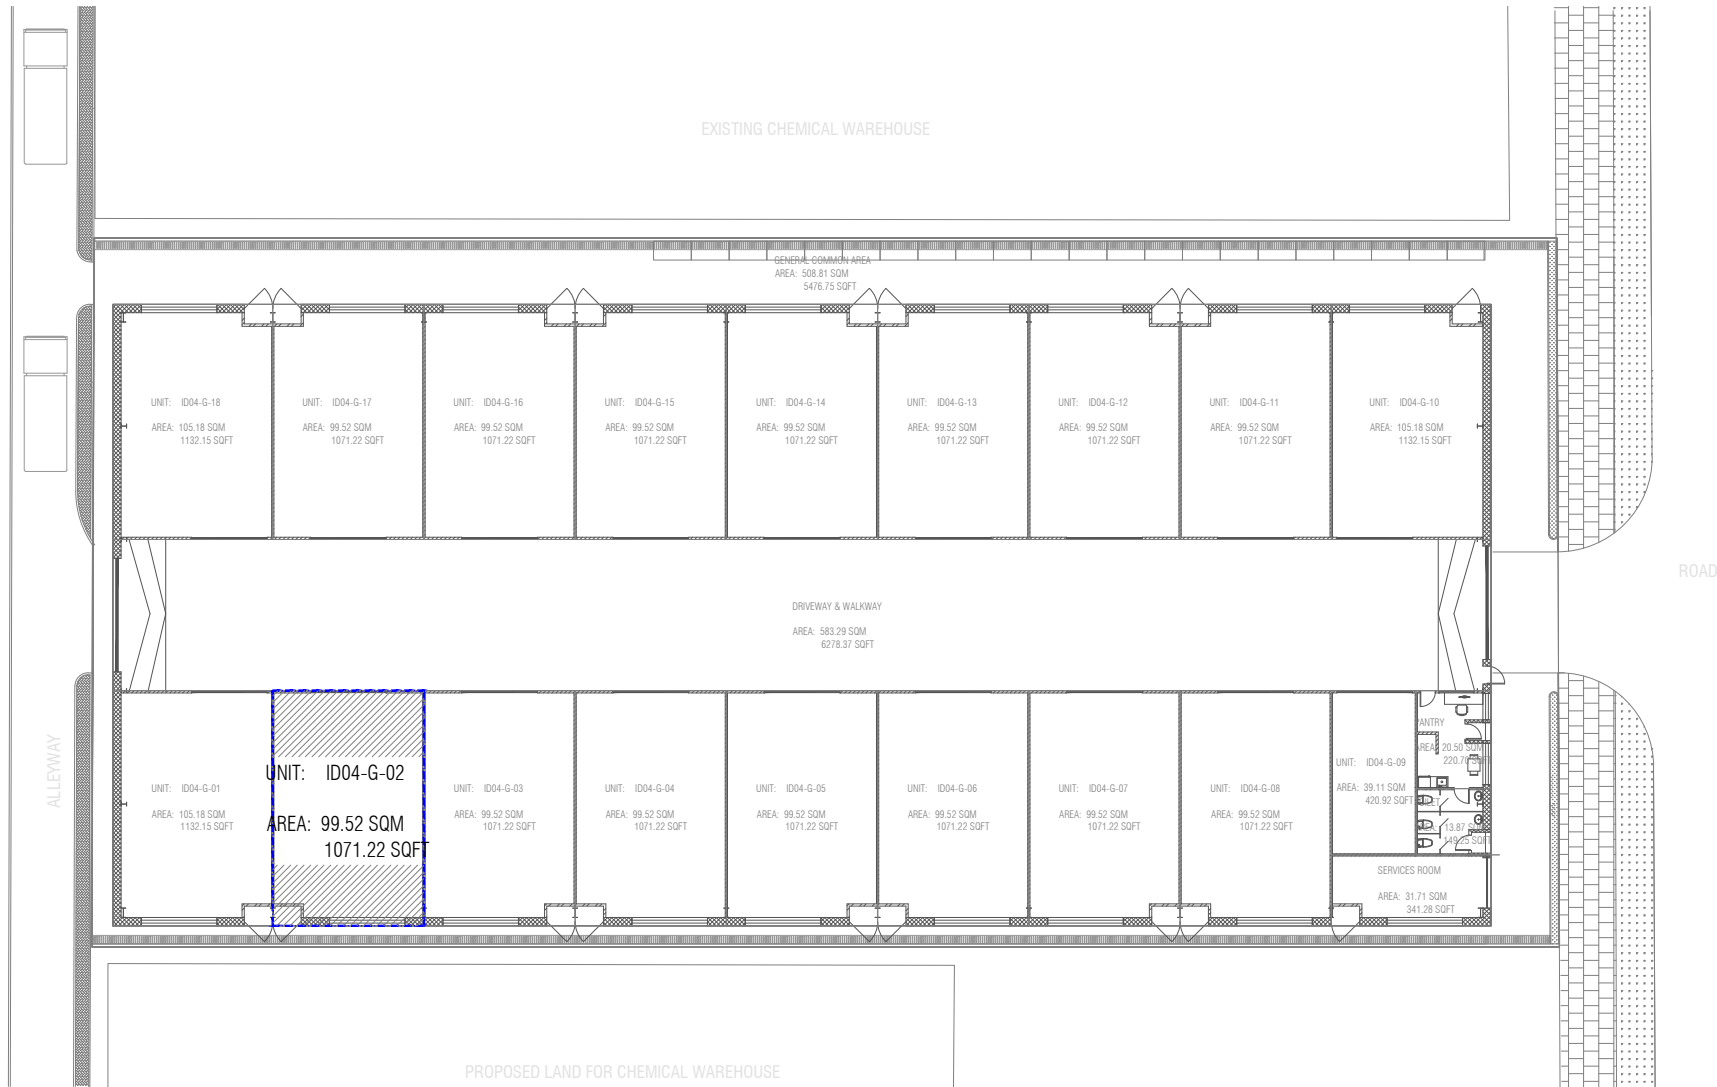 EXISTING CHEMICAL WAREHOUSE
GENERAL COMMON AREA
AREA: 508.81 SQM
5476.75 SQFT
UNIT: ID04-G-18
AREA: 105.18 SQM
1132.15 SQFT
UNIT: ID04-G-17
AREA: 99.52 SQM
1071.22 SQFT
UNIT: ID04-G-16
AREA: 99.52 SQM
1071.22 SQFT
UNIT: ID04-G-15
AREA: 99.52 SQM
1071.22 SQFT
UNIT: ID04-G-14
AREA: 99.52 SQM
1071.22 SQFT
UNIT: ID04-G-13
AREA: 99.52 SQM
1071.22 SQFT
UNIT: ID04-G-12
AREA: 99.52 SQM
1071.22 SQFT
UNIT: ID04-G-11
AREA: 99.52 SQM
1071.22 SQFT
UNIT: ID04-G-10
AREA: 105.18 SQM
1132.15 SQFT
ROAD
DRIVEWAY & WALKWAY
AREA: 583.29 SQM
6278.37 SQFT
ALLEYWAY
UNIT: ID04-G-01
AREA: 105.18 SQM
1132.15 SQFT
UNIT: ID04-G-02
AREA: 99.52 SQM
1071.22 SQFT
UNIT: ID04-G-03
AREA: 99.52 SQM
1071.22 SQFT
UNIT: ID04-G-04
AREA: 99.52 SQM
1071.22 SQFT
UNIT: ID04-G-05
AREA: 99.52 SQM
1071.22 SQFT
UNIT: ID04-G-06
AREA: 99.52 SQM
1071.22 SQFT
UNIT: ID04-G-07
AREA: 99.52 SQM
1071.22 SQFT
UNIT: ID04-G-08
AREA: 99.52 SQM
1071.22 SQFT
UNIT: ID04-G-09
AREA: 39.11 SQM
420.92 SQFT
PANTRY
AREA: 20.50 SQM
220.70 SQFT
AREA: 13.87 SQM
149.25 SQFT
SERVICES ROOM
AREA: 31.71 SQM
341.28 SQFT
PROPOSED LAND FOR CHEMICAL WAREHOUSE